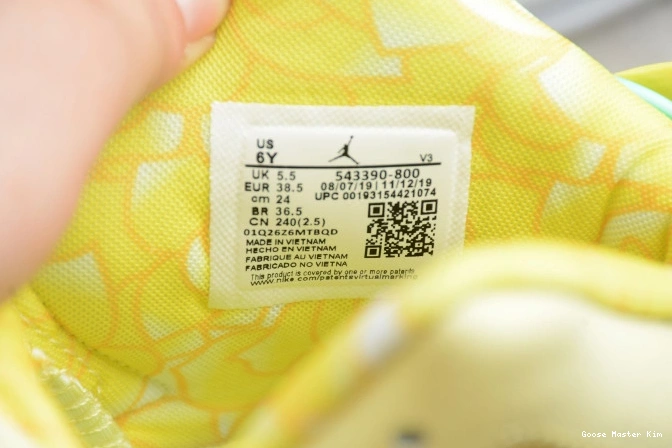 US
6Y
V3
UK 5.5
EUR 38.5
cm 24
BR 36.5
CN 240(2.5)
543390-800
08/07/19 | 11/12/19
UPC 00193154421074
01Q26Z6MTBQD
MADE IN VIETNAM
HECHO EN VIETNAM
FABRIQUE AU VIETNAM
FABRICADO NO VIETNA
This product is covered by one or more patents
www.nike.com/patentsvirtualmarking
Goose Master Kim